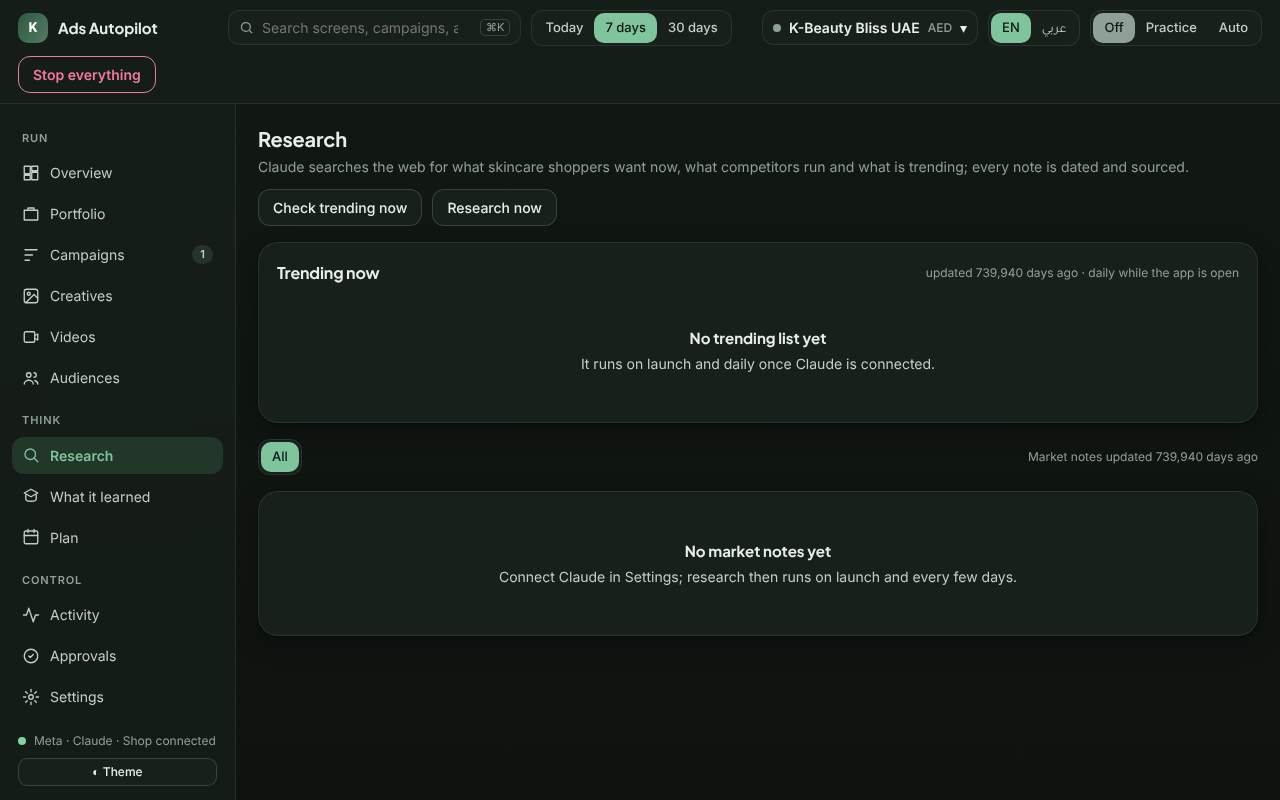 K Ads Autopilot
Search screens, campaigns, a ⌘K
Today 7 days 30 days
K-Beauty Bliss UAE AED ▾
EN عربي
Off Practice Auto
Stop everything
RUN
Overview
Portfolio
Campaigns 1
Creatives
Videos
Audiences
THINK
Research
What it learned
Plan
CONTROL
Activity
Approvals
Settings
Meta · Claude · Shop connected
Theme
Research
Claude searches the web for what skincare shoppers want now, what competitors run and what is trending; every note is dated and sourced.
Check trending now Research now
Trending now updated 739,940 days ago · daily while the app is open
No trending list yet
It runs on launch and daily once Claude is connected.
All Market notes updated 739,940 days ago
No market notes yet
Connect Claude in Settings; research then runs on launch and every few days.